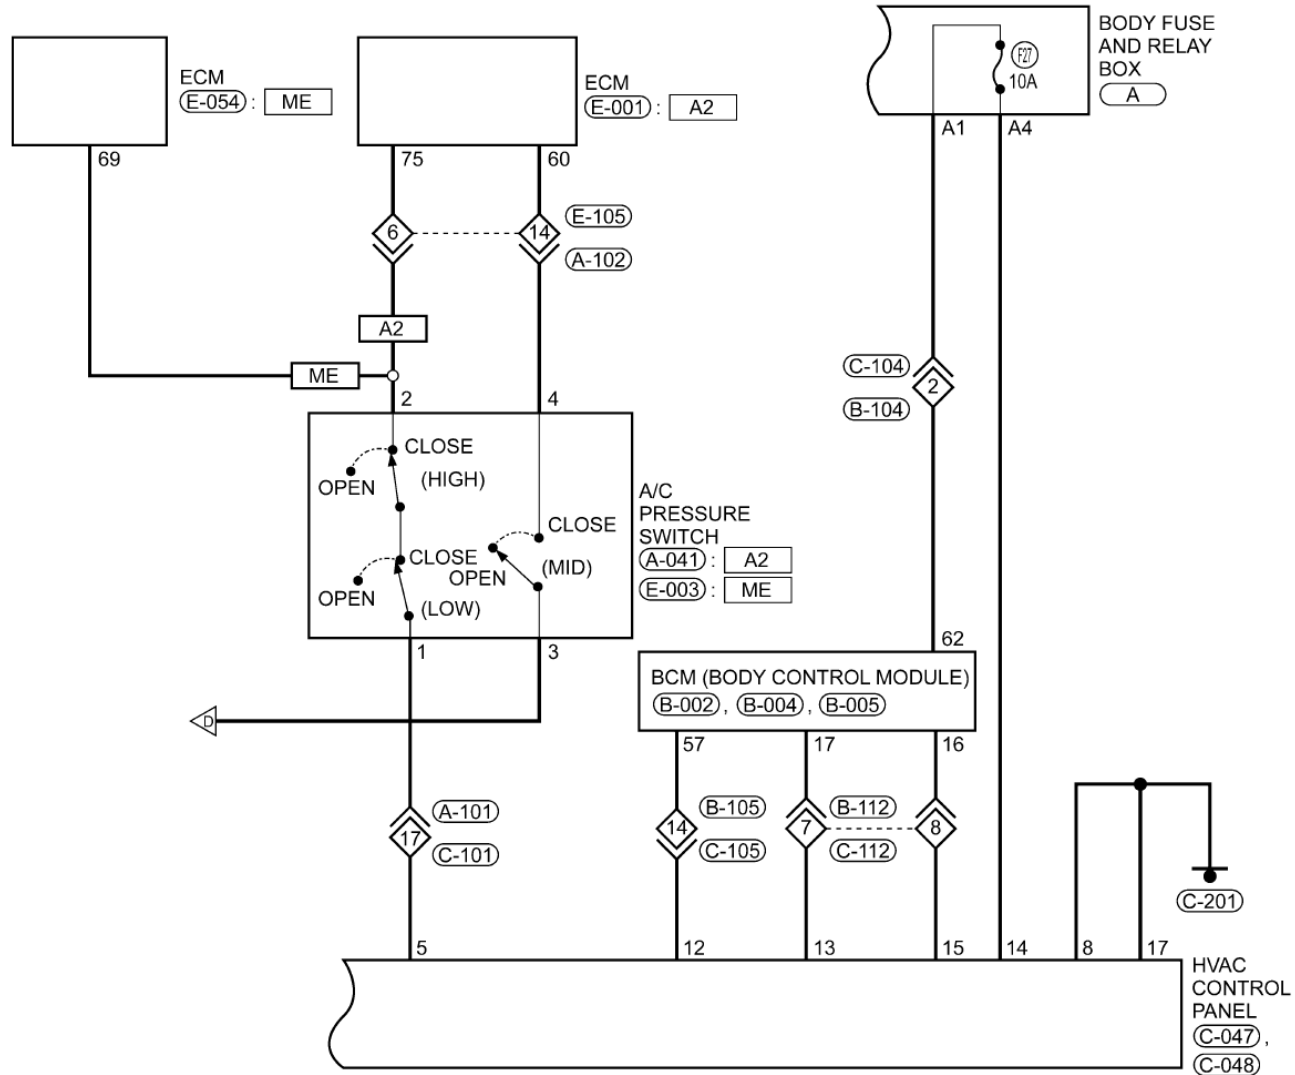 BODY FUSE
AND RELAY
BOX
A
F27
10A
A1
A4
ECM
E-054 : ME
69
ECM
E-001 : A2
75
60
6
14
E-105
A-102
A2
ME
2
4
C-104
2
B-104
CLOSE
OPEN
(HIGH)
CLOSE
OPEN
(LOW)
CLOSE
OPEN
(MID)
A/C
PRESSURE
SWITCH
A-041 : A2
E-003 : ME
1
3
D
62
BCM (BODY CONTROL MODULE)
B-002 , B-004 , B-005
57
17
16
A-101
17
C-101
14
B-105
C-105
7
B-112
C-112
8
C-201
5
12
13
15
14
8
17
HVAC
CONTROL
PANEL
C-047 ,
C-048